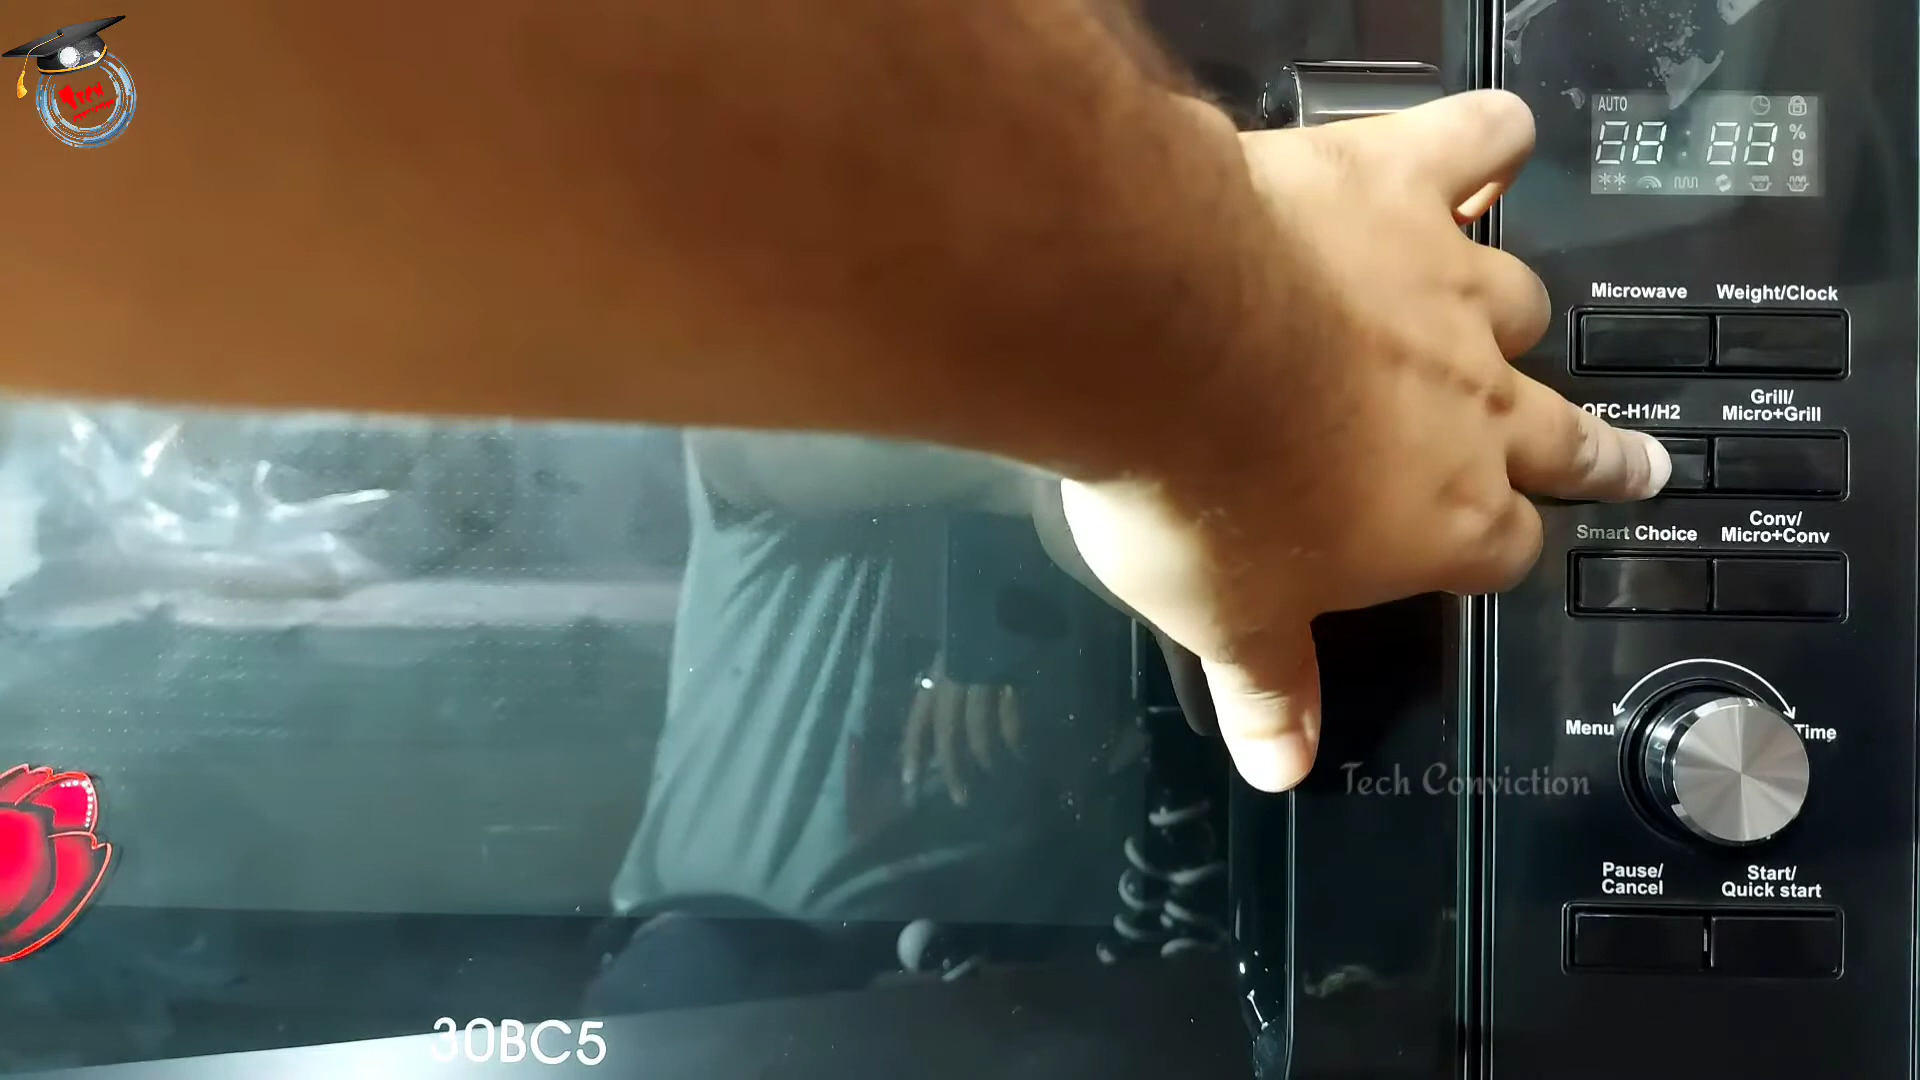 AUTO
88:88 %
g
Microwave Weight/Clock
OFC-H1/H2 Grill/
Micro+Grill
Smart Choice Conv/
Micro+Conv
Menu Time
Tech Conviction
Pause/
Cancel
Start/
Quick start
30BC5